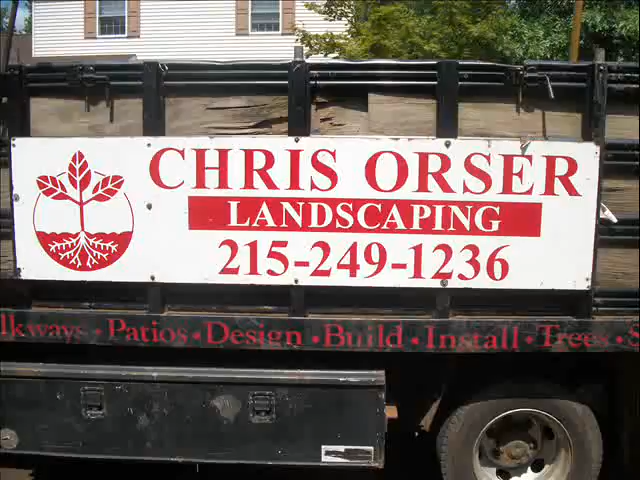 CHRIS ORSER
LANDSCAPING
215-249-1236
lkways • Patios • Design • Build • Install • Trees • S